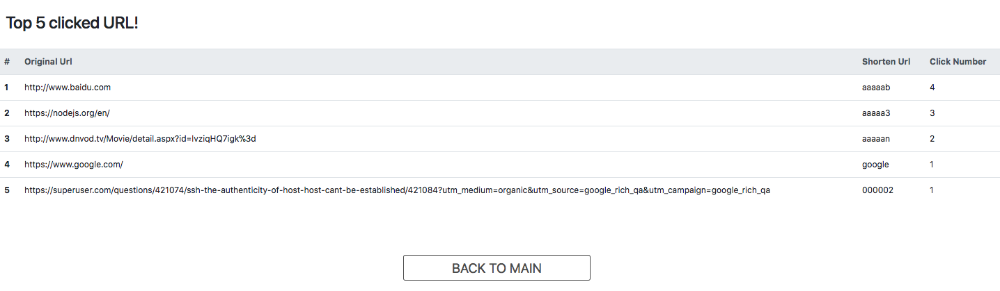 Top 5 clicked URL!
# Original Url Shorten Url Click Number
1 http://www.baidu.com aaaaab 4
2 https://nodejs.org/en/ aaaaa3 3
3 http://www.dnvod.tv/Movie/detail.aspx?id=lvziqHQ7igk%3d aaaaan 2
4 https://www.google.com/ google 1
5 https://superuser.com/questions/421074/ssh-the-authenticity-of-host-host-cant-be-established/421084?utm_medium=organic&utm_source=google_rich_qa&utm_campaign=google_rich_qa 000002 1
BACK TO MAIN